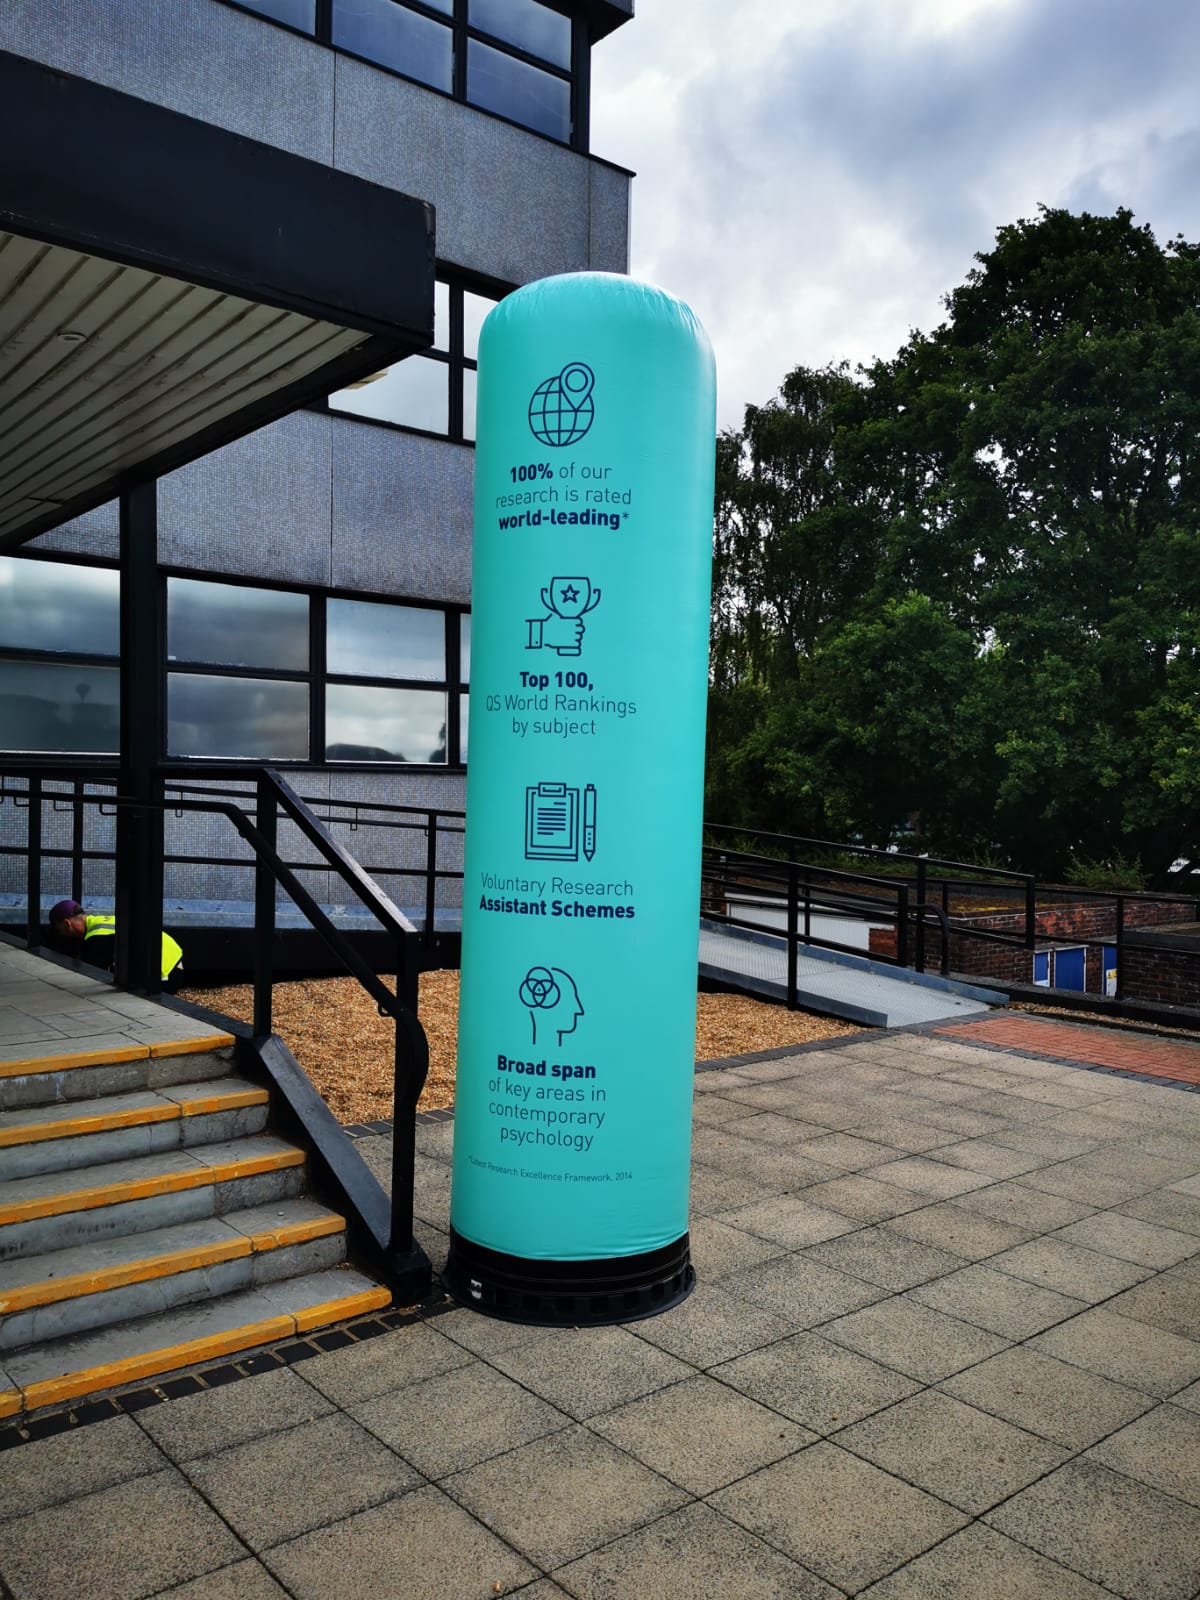 100% of our
research is rated
world-leading*
Top 100,
QS World Rankings
by subject
Voluntary Research
Assistant Schemes
Broad span
of key areas in
contemporary
psychology
*Latest Research Excellence Framework, 2014